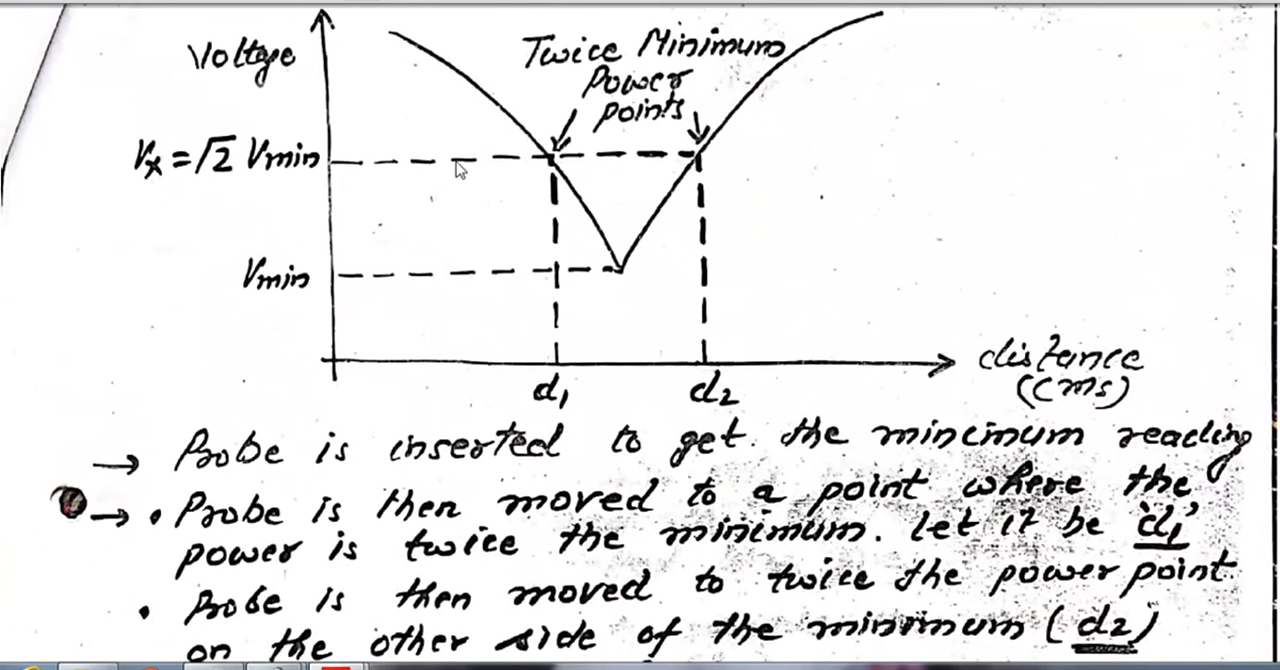 Voltage
Twice Minimum
Power
points
Vx = √2 Vmin
Vmin
d1
d2
distance
(cms)
→ Probe is inserted to get the minimum reading
→ • Probe is then moved to a point where the
power is twice the minimum. let it be 'd1'
• Probe is then moved to twice the power point
on the other side of the minimum (d2)